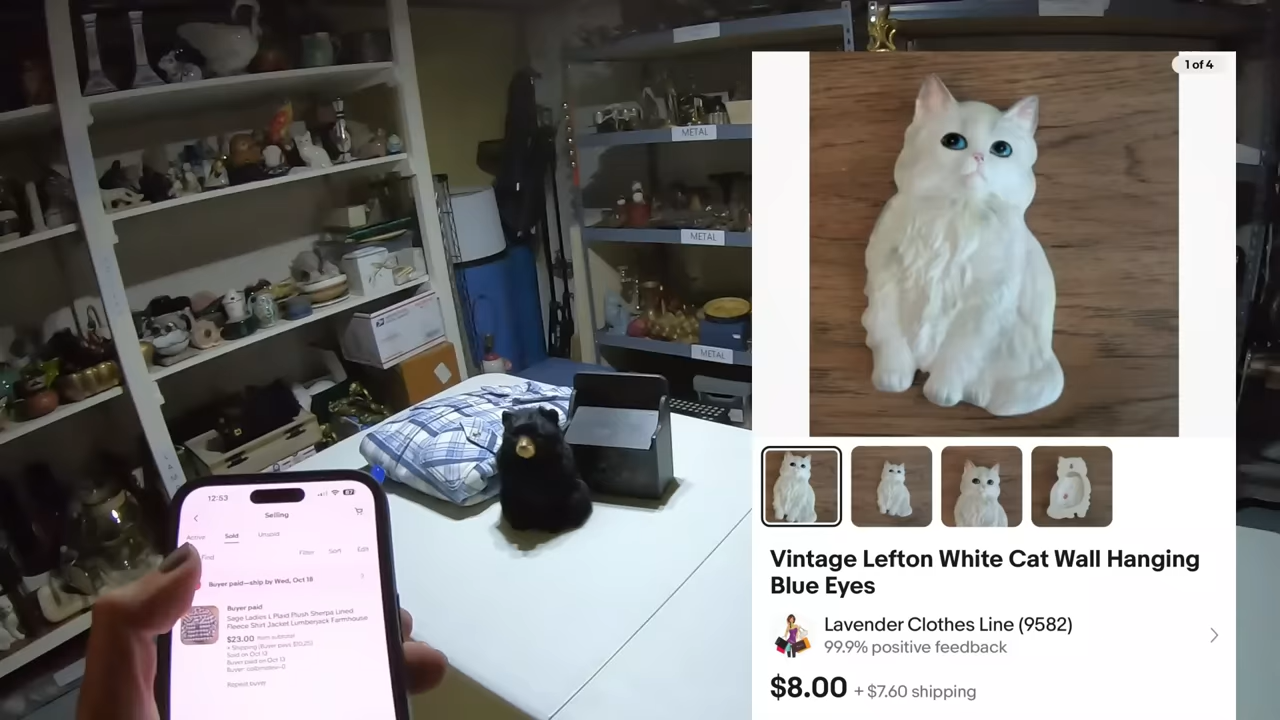 METAL
METAL
METAL
12:53
87
Selling
Active
Sold
Unpaid
Find
Filter
Sort
Edit
Buyer paid—ship by Wed, Oct 18
Buyer paid
Sage Ladies L Plaid Plush Sherpa Lined
Fleece Shirt Jacket Lumberjack Farmhouse
$23.00
Sold on Oct 13
Buyer paid on Oct 13
Repeat buyer
1 of 4
Vintage Lefton White Cat Wall Hanging
Blue Eyes
Lavender Clothes Line (9582)
99.9% positive feedback
$8.00 + $7.60 shipping